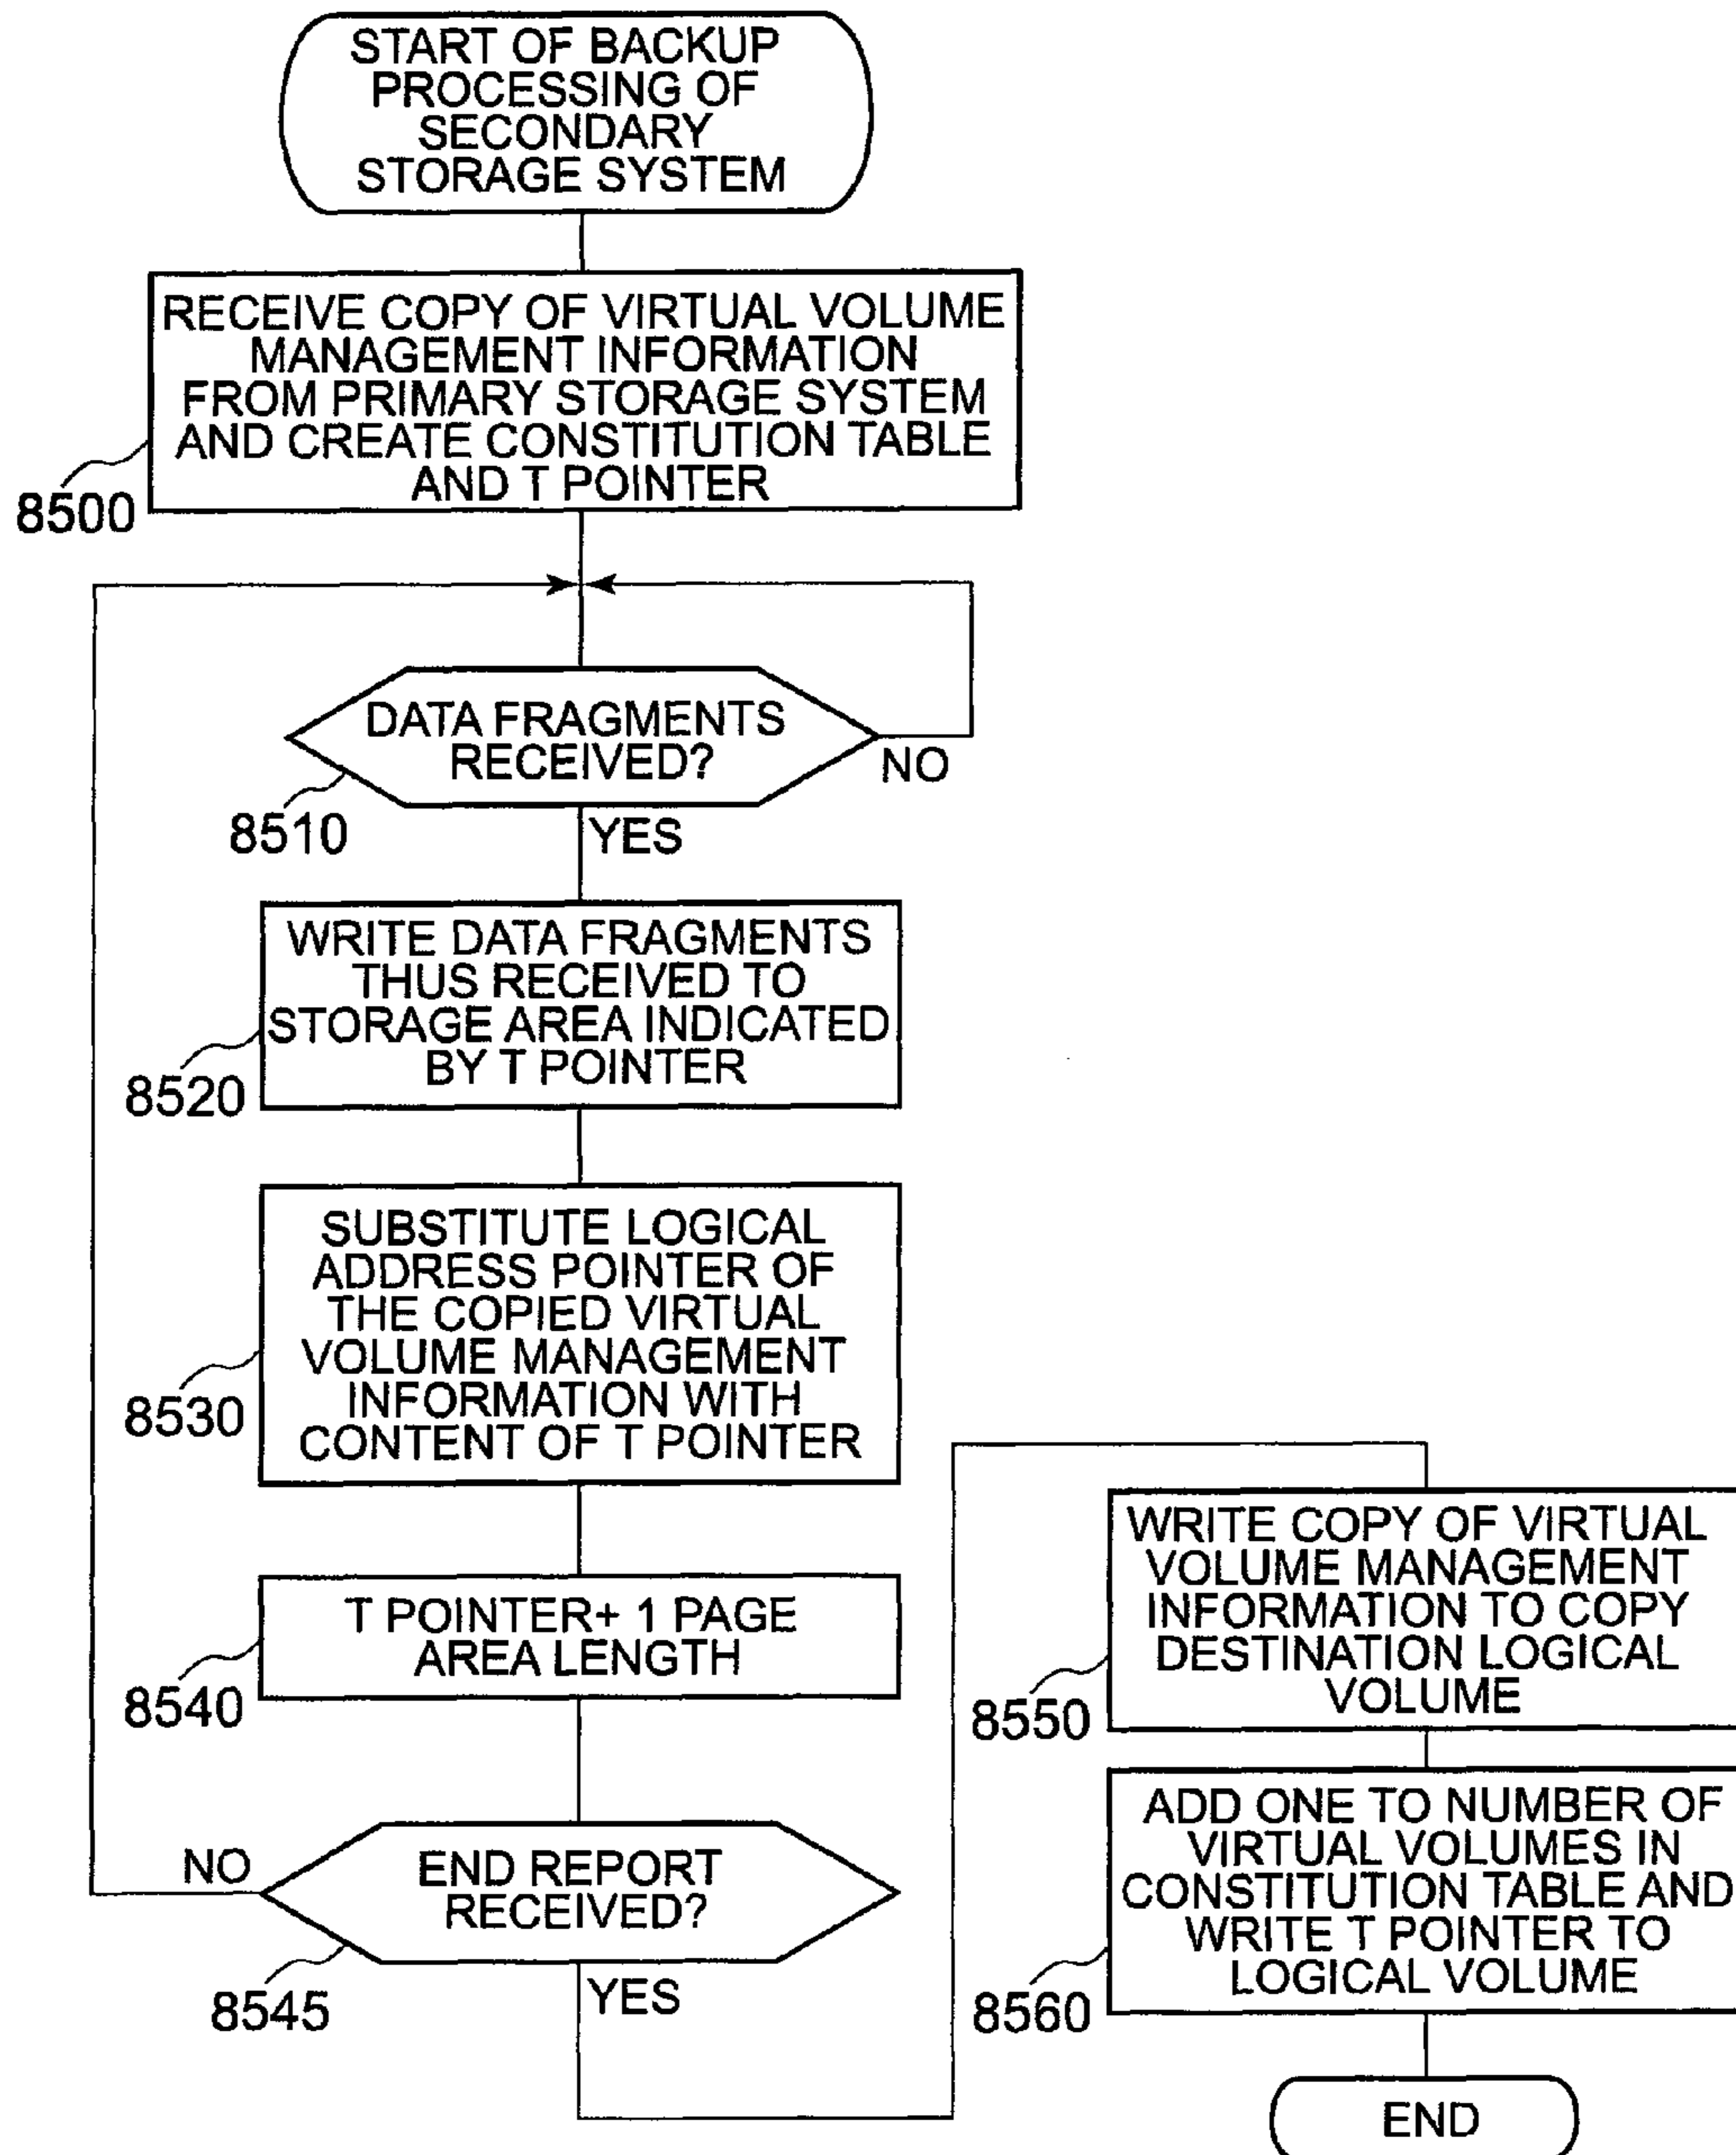 START OF BACKUP
PROCESSING OF
SECONDARY
STORAGE SYSTEM
RECEIVE COPY OF VIRTUAL VOLUME
MANAGEMENT INFORMATION
FROM PRIMARY STORAGE SYSTEM
AND CREATE CONSTITUTION TABLE
AND T POINTER
8500
DATA FRAGMENTS
RECEIVED?
NO
8510
YES
WRITE DATA FRAGMENTS
THUS RECEIVED TO
STORAGE AREA INDICATED
BY T POINTER
8520
SUBSTITUTE LOGICAL
ADDRESS POINTER OF
THE COPIED VIRTUAL
VOLUME MANAGEMENT
INFORMATION WITH
CONTENT OF T POINTER
8530
T POINTER+ 1 PAGE
AREA LENGTH
8540
END REPORT
RECEIVED?
NO
8545
YES
WRITE COPY OF VIRTUAL
VOLUME MANAGEMENT
INFORMATION TO COPY
DESTINATION LOGICAL
VOLUME
8550
ADD ONE TO NUMBER OF
VIRTUAL VOLUMES IN
CONSTITUTION TABLE AND
WRITE T POINTER TO
LOGICAL VOLUME
8560
END